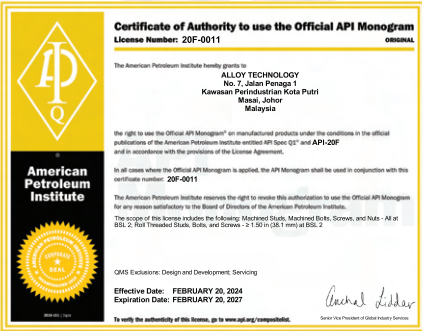 Certificate of Authority to use the Official API Monogram
License Number: 20F-0011
ORIGINAL
The American Petroleum Institute hereby grants to
ALLOY TECHNOLOGY
No. 7, Jalan Penaga 1
Kawasan Perindustrian Kota Putri
Masai, Johor
Malaysia
the right to use the Official API Monogram® on manufactured products under the conditions in the official
publications of the American Petroleum Institute entitled API Spec Q1® and API-20F
and in accordance with the provisions of the License Agreement.
In all cases where the Official API Monogram is applied, the API Monogram shall be used in conjunction with this
certificate number: 20F-0011
The American Petroleum Institute reserves the right to revoke this authorization to use the Official API Monogram
for any reason satisfactory to the Board of Directors of the American Petroleum Institute.
The scope of this license includes the following: Machined Studs, Machined Bolts, Screws, and Nuts - All at
BSL 2; Roll Threaded Studs, Bolts, and Screws - ≥ 1.50 in (38.1 mm) at BSL 2
QMS Exclusions: Design and Development; Servicing
Effective Date: FEBRUARY 20, 2024
Expiration Date: FEBRUARY 20, 2027
To verify the authenticity of this license, go to www.api.org/compositelist.
Senior Vice President of Global Industry Services
API
Q
American
Petroleum
Institute
CORPORATE
SEAL